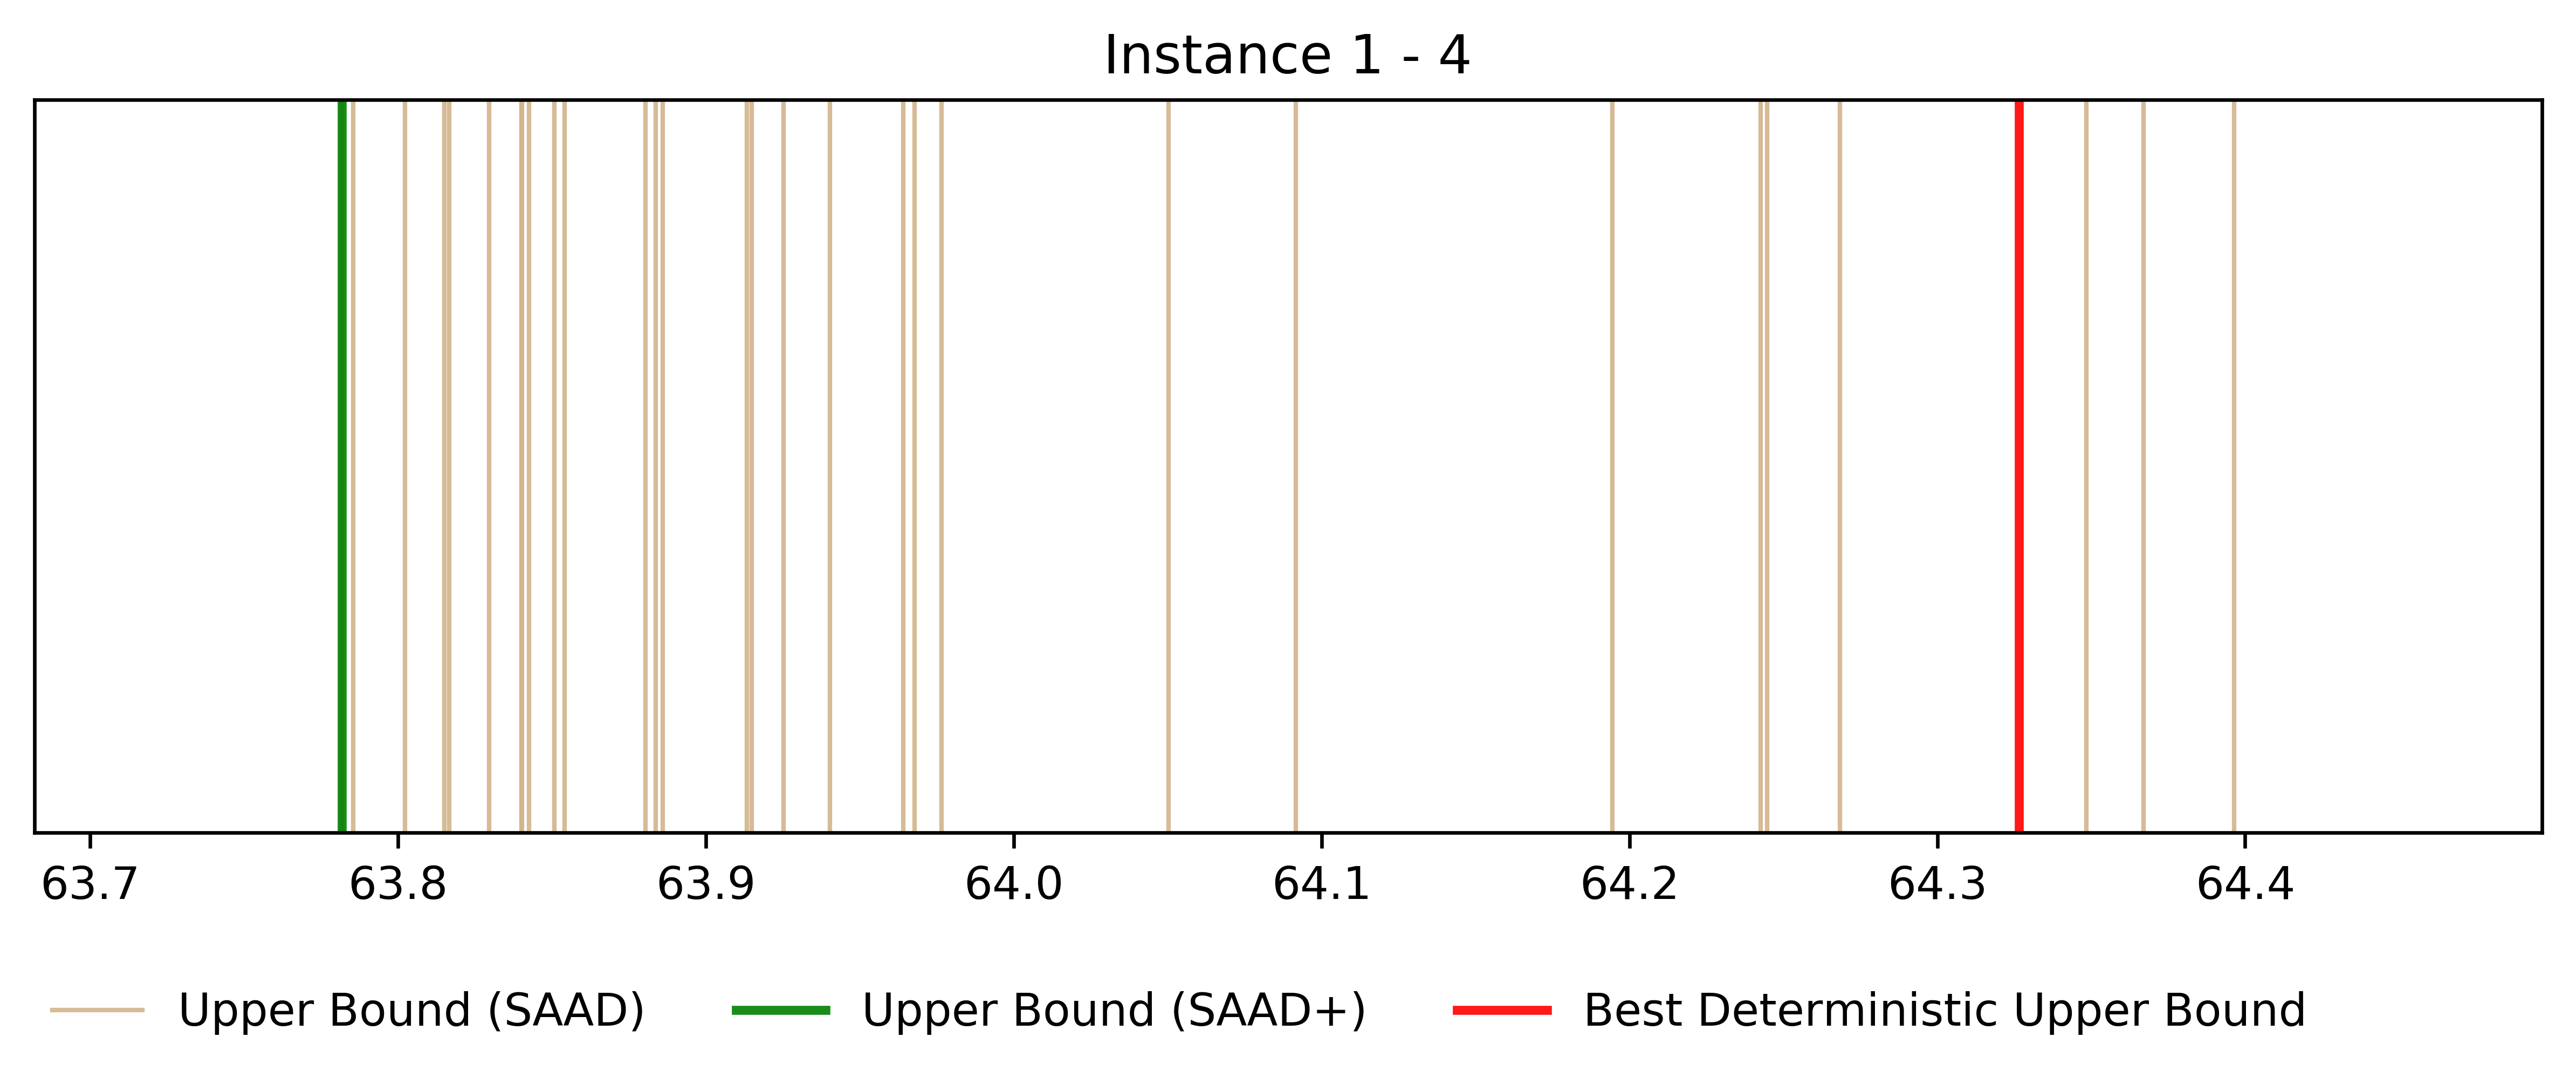 Instance 1 - 4
63.7 63.8 63.9 64.0 64.1 64.2 64.3 64.4
Upper Bound (SAAD) Upper Bound (SAAD+) Best Deterministic Upper Bound